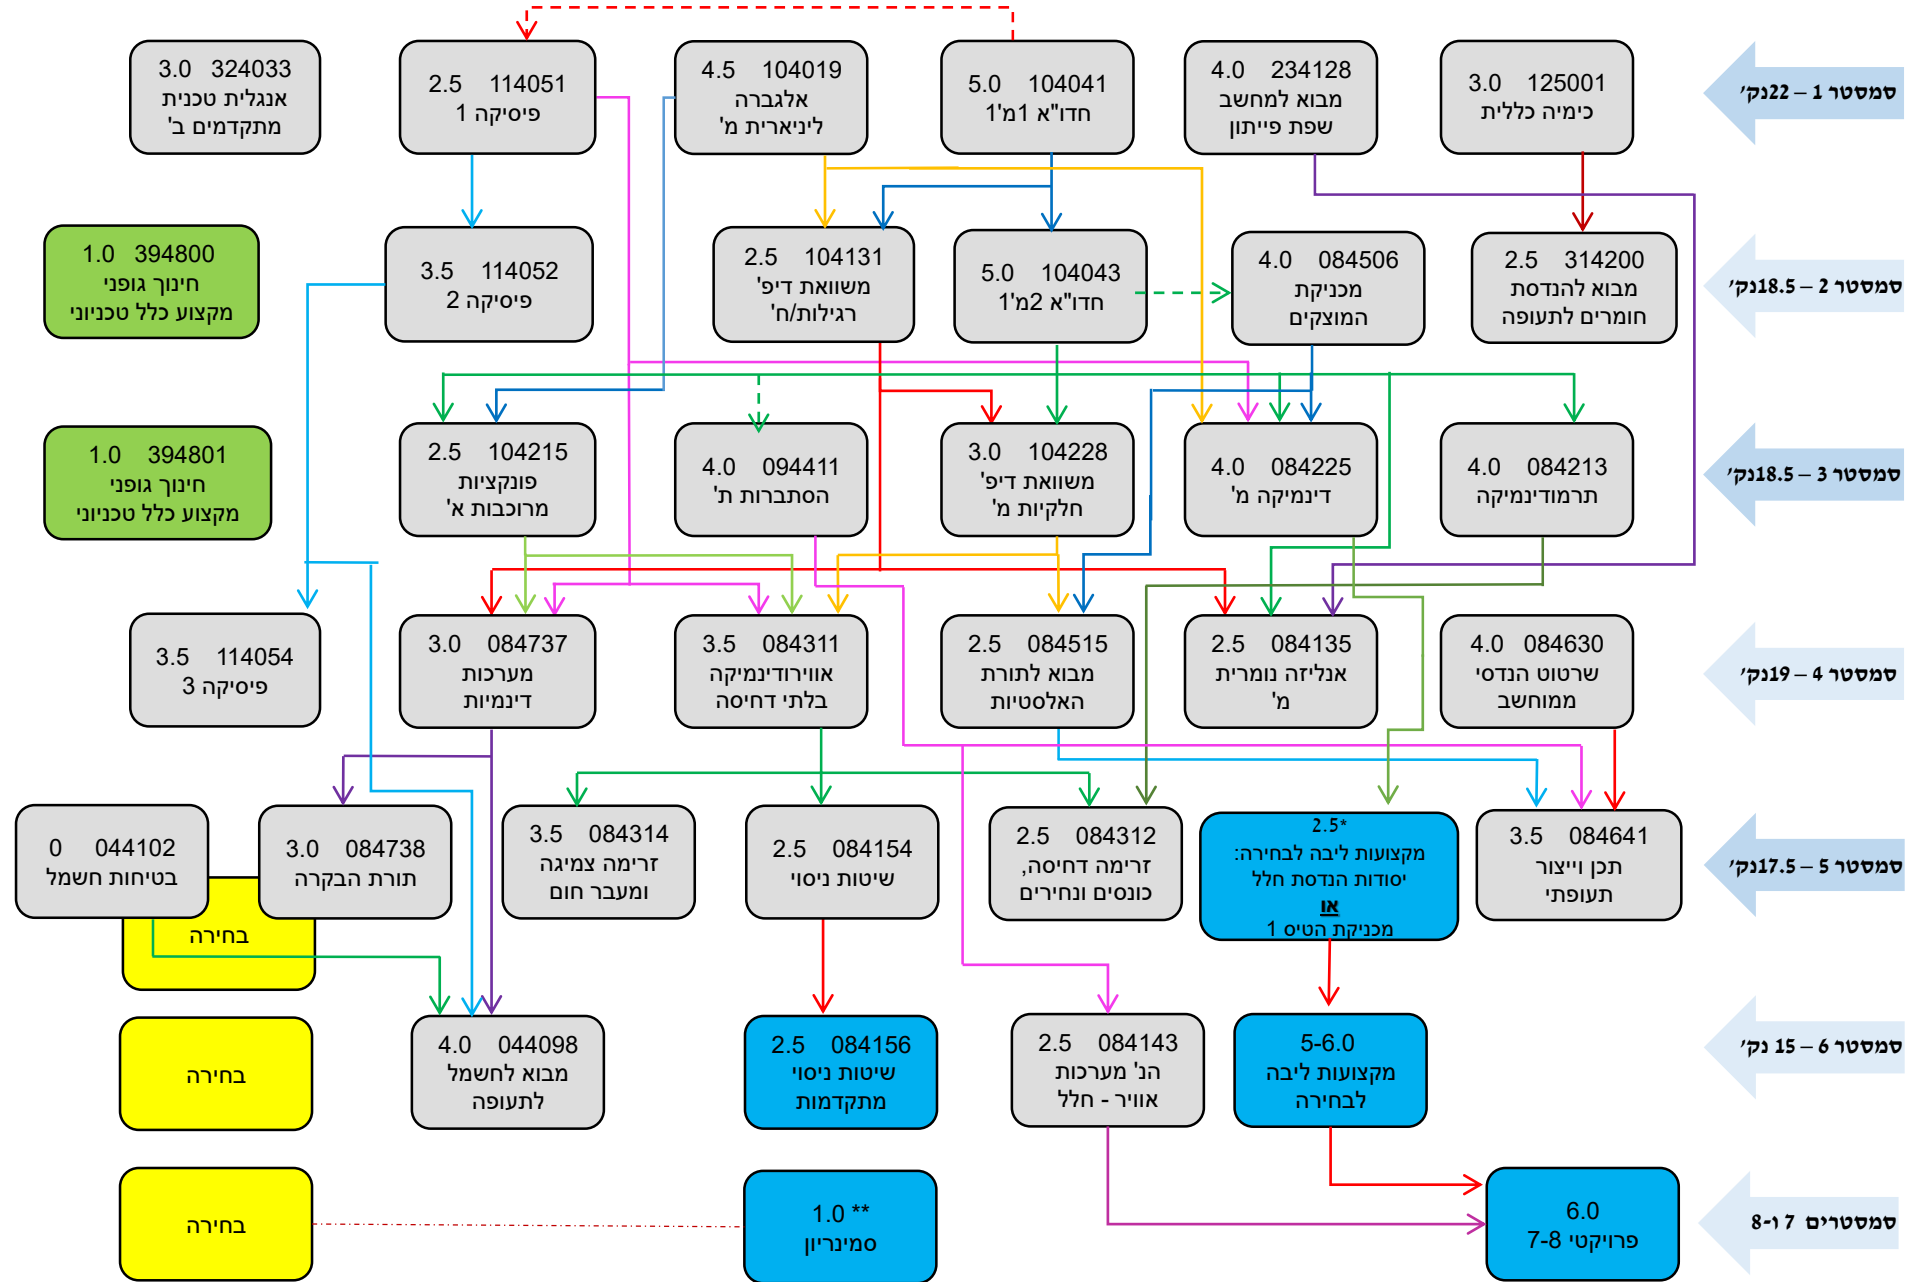 סמסטר 1 – 22נק'
3.0 125001
כימיה כללית
4.0 234128
מבוא למחשב
שפת פייתון
5.0 104041
חדו"א 1מ'1
4.5 104019
אלגברה
ליניארית מ'
2.5 114051
פיסיקה 1
3.0 324033
אנגלית טכנית
מתקדמים ב'
סמסטר 2 – 18.5נק'
2.5 314200
מבוא להנדסת
חומרים לתעופה
4.0 084506
מכניקת
המוצקים
5.0 104043
חדו"א 2מ'1
2.5 104131
משוואת דיפ'
רגילות/ח'
3.5 114052
פיסיקה 2
1.0 394800
חינוך גופני
מקצוע כלל טכניוני
סמסטר 3 – 18.5נק'
4.0 084213
תרמודינמיקה
4.0 084225
דינמיקה מ'
3.0 104228
משוואת דיפ'
חלקיות מ'
4.0 094411
הסתברות ת'
2.5 104215
פונקציות
מרוכבות א'
1.0 394801
חינוך גופני
מקצוע כלל טכניוני
סמסטר 4 – 19נק'
4.0 084630
שרטוט הנדסי
ממוחשב
2.5 084135
אנליזה נומרית
מ'
2.5 084515
מבוא לתורת
האלסטיות
3.5 084311
אווירודינמיקה
בלתי דחיסה
3.0 084737
מערכות
דינמיות
3.5 114054
פיסיקה 3
סמסטר 5 – 17.5נק'
3.5 084641
תכן וייצור
תעופתי
2.5*
מקצועות ליבה לבחירה:
יסודות הנדסת חלל
או
מכניקת הטיס 1
2.5 084312
זרימה דחיסה,
כונסים ונחירים
2.5 084154
שיטות ניסוי
3.5 084314
זרימה צמיגה
ומעבר חום
3.0 084738
תורת הבקרה
0 044102
בטיחות חשמל
בחירה
סמסטר 6 – 15 נק'
5-6.0
מקצועות ליבה
לבחירה
2.5 084143
הנ' מערכות
אוויר - חלל
2.5 084156
שיטות ניסוי
מתקדמות
4.0 044098
מבוא לחשמל
לתעופה
בחירה
סמסטרים 7 ו-8
6.0
פרויקטי 7-8
1.0 **
סמינריון
בחירה